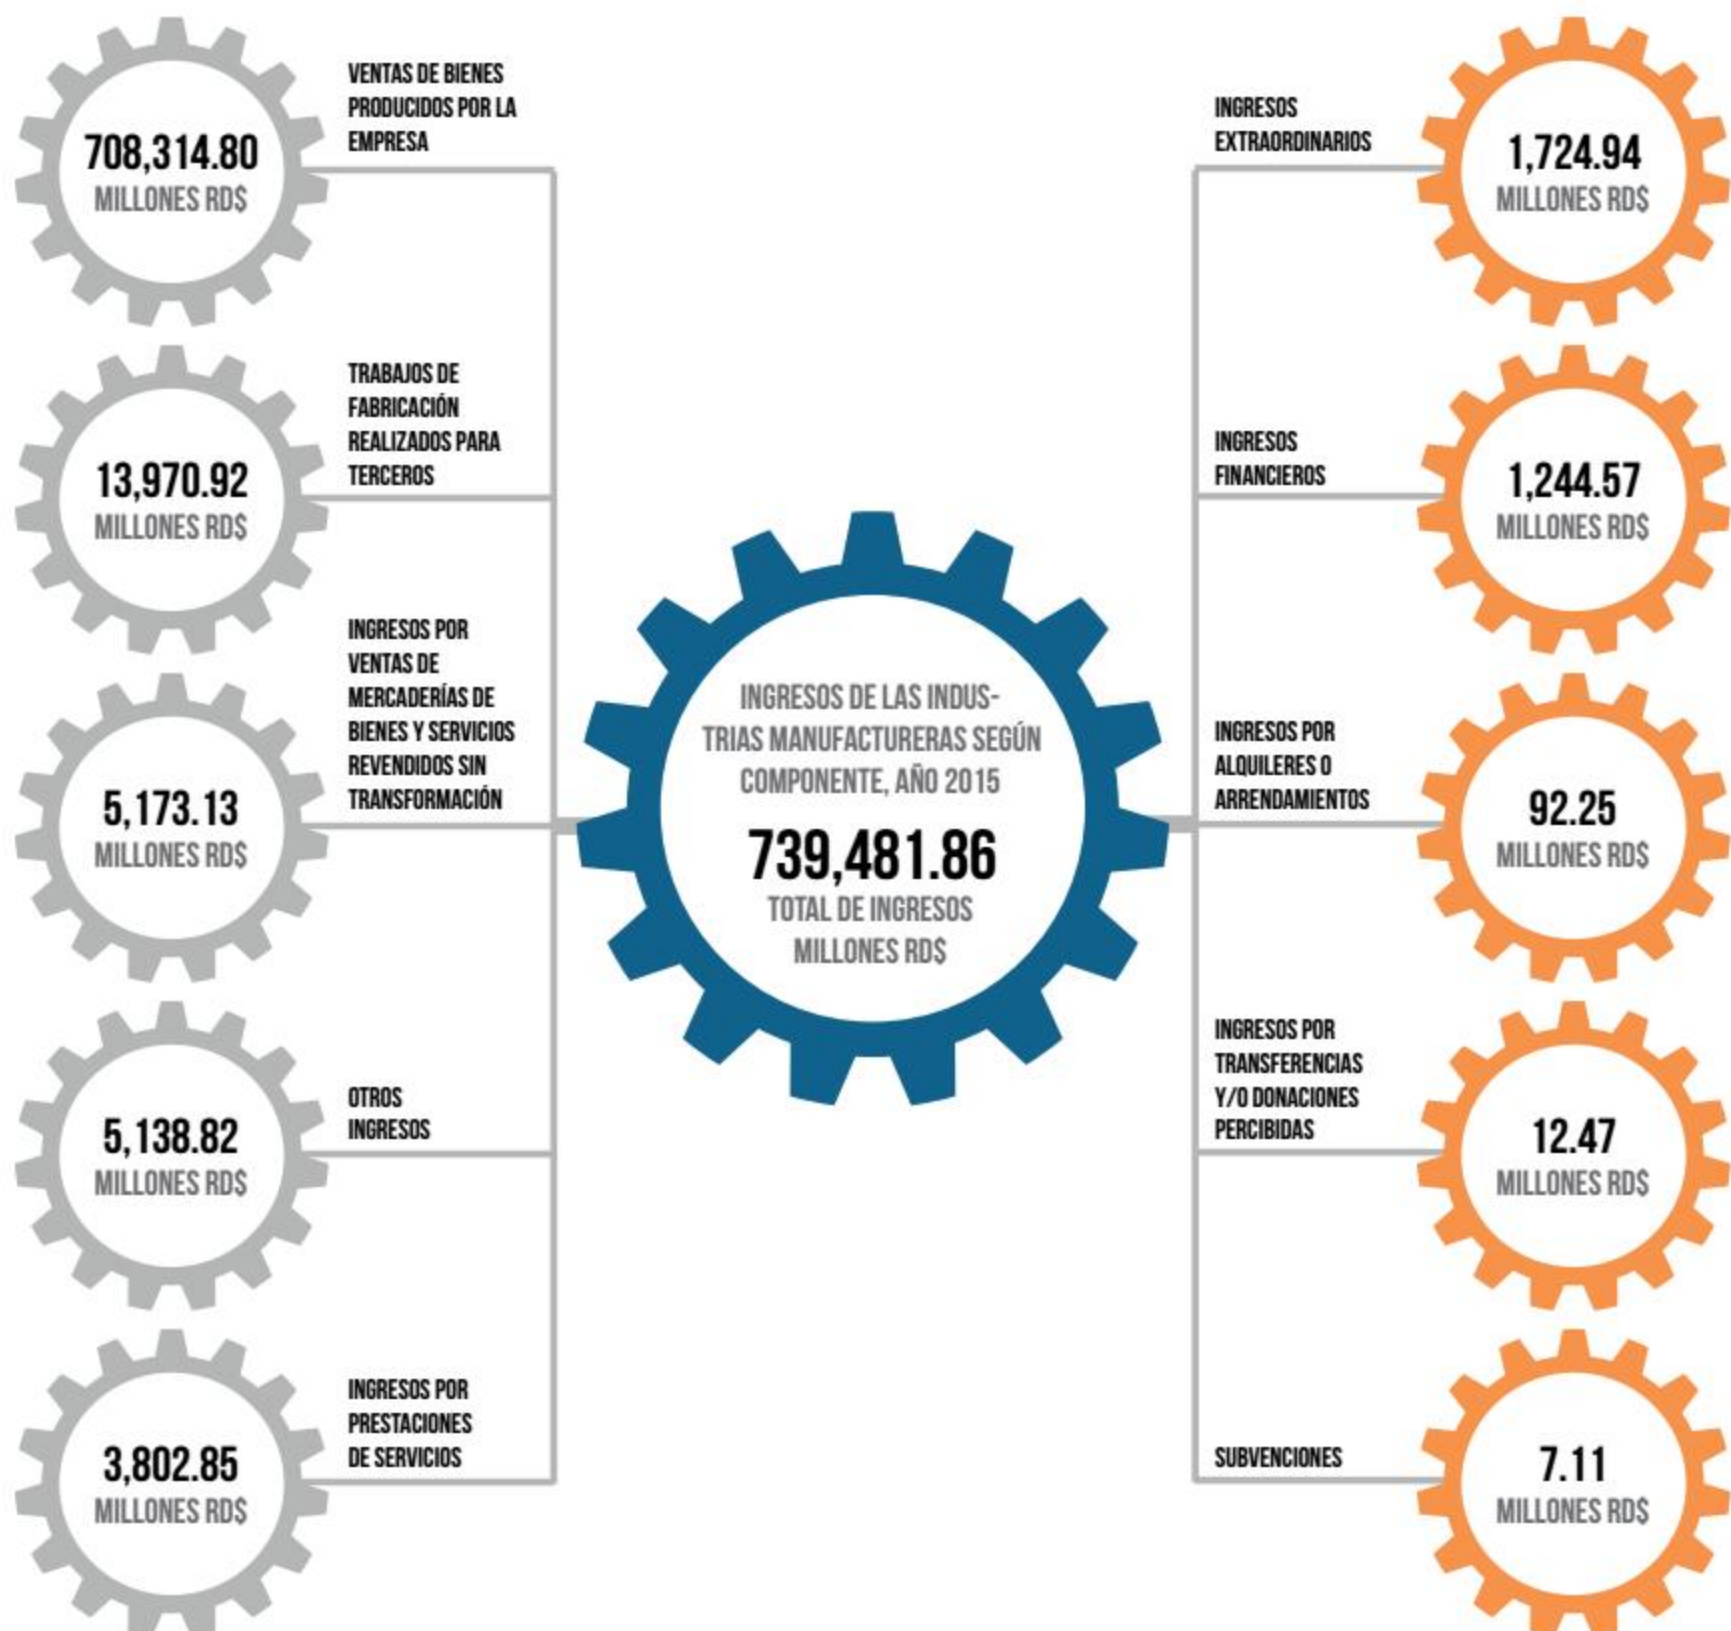 708,314.80
MILLONES RD$
VENTAS DE BIENES
PRODUCIDOS POR LA
EMPRESA
13,970.92
MILLONES RD$
TRABAJOS DE
FABRICACIÓN
REALIZADOS PARA
TERCEROS
5,173.13
MILLONES RD$
INGRESOS POR
VENTAS DE
MERCADERÍAS DE
BIENES Y SERVICIOS
REVENDIDOS SIN
TRANSFORMACIÓN
5,138.82
MILLONES RD$
OTROS
INGRESOS
3,802.85
MILLONES RD$
INGRESOS POR
PRESTACIONES
DE SERVICIOS
INGRESOS DE LAS INDUS-
TRIAS MANUFACTURERAS SEGÚN
COMPONENTE, AÑO 2015
739,481.86
TOTAL DE INGRESOS
MILLONES RD$
INGRESOS
EXTRAORDINARIOS
1,724.94
MILLONES RD$
INGRESOS
FINANCIEROS
1,244.57
MILLONES RD$
INGRESOS POR
ALQUILERES O
ARRENDAMIENTOS
92.25
MILLONES RD$
INGRESOS POR
TRANSFERENCIAS
Y/O DONACIONES
PERCIBIDAS
12.47
MILLONES RD$
SUBVENCIONES
7.11
MILLONES RD$